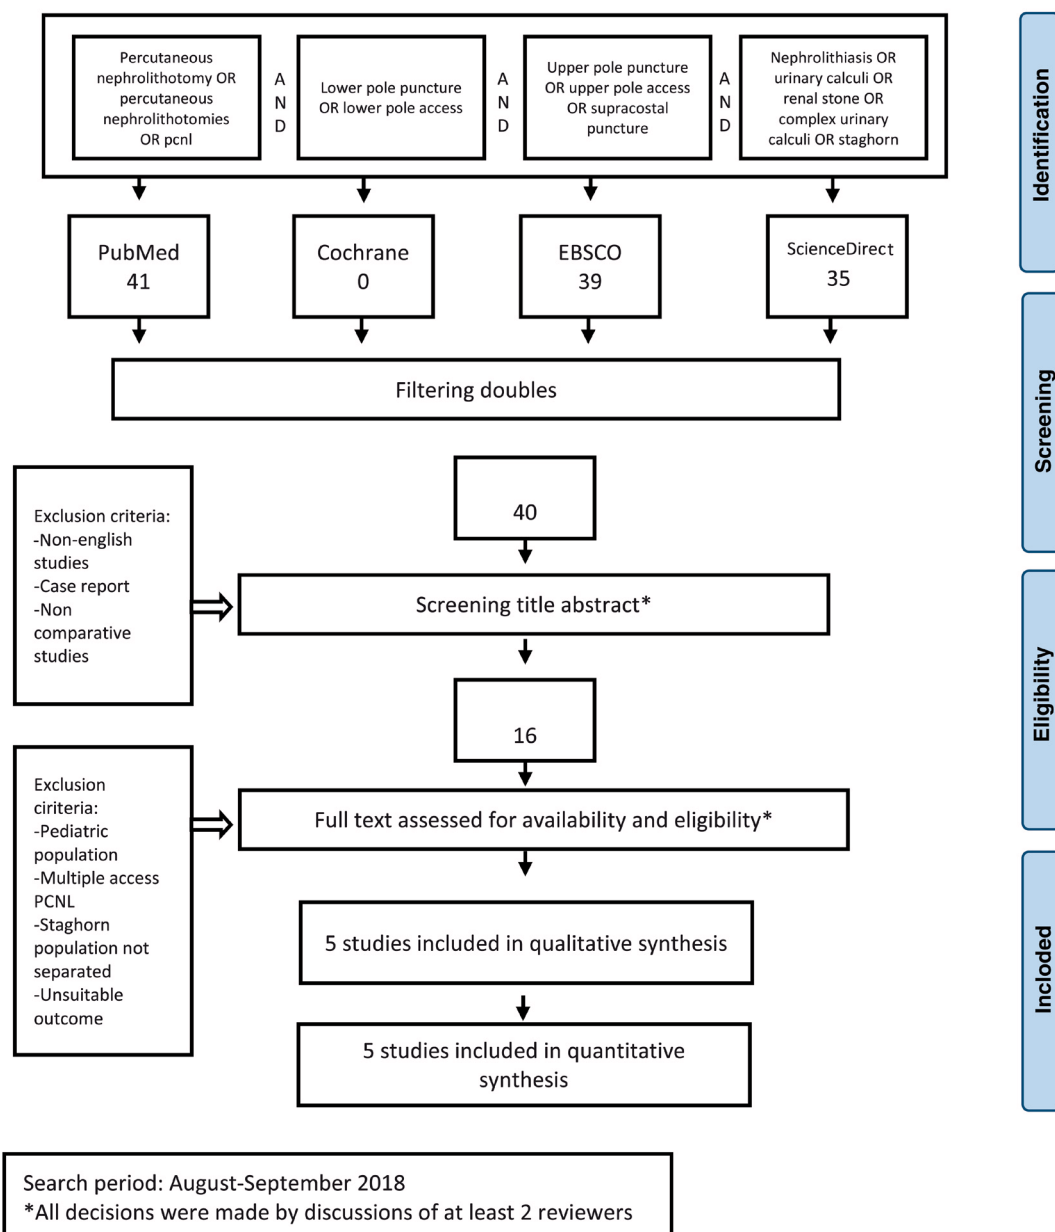 Percutaneous
nephrolithotomy OR
percutaneous
nephrolithotomies
OR pcnl
A
N
D
Lower pole puncture
OR lower pole access
A
N
D
Upper pole puncture
OR upper pole access
OR supracostal
puncture
A
N
D
Nephrolithiasis OR
urinary calculi OR
renal stone OR
complex urinary
calculi OR staghorn
Identification
PubMed
41
Cochrane
0
EBSCO
39
ScienceDirect
35
Filtering doubles
Screening
40
Exclusion criteria:
-Non-english
studies
-Case report
-Non
comparative
studies
Screening title abstract*
16
Eligibility
Exclusion
ciriteria:
-Pediatric
population
-Multiple access
PCNL
-Staghorn
population not
separated
-Unsuitable
outcome
Full text assessed for availability and eligibility*
5 studies included in qualitative synthesis
5 studies included in quantitative
synthesis
Incloded
Search period: August-September 2018
*All decisions were made by discussions of at least 2 reviewers